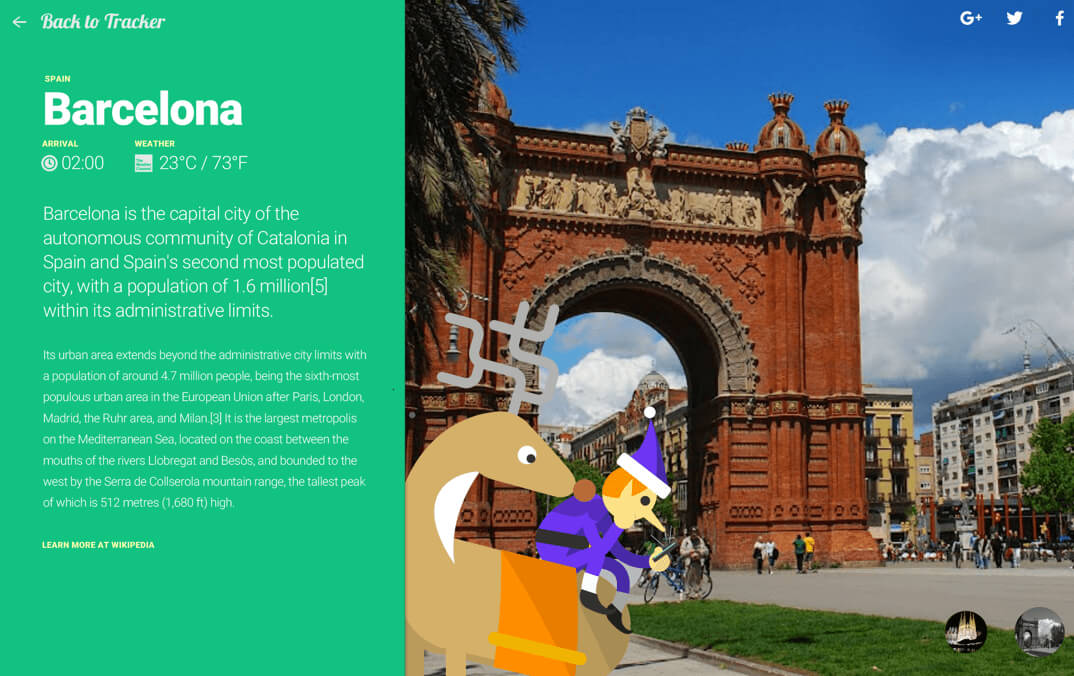 Back to Tracker
SPAIN
Barcelona
ARRIVAL
WEATHER
02:00
23°C / 73°F
Barcelona is the capital city of the
autonomous community of Catalonia in
Spain and Spain's second most populated
city, with a population of 1.6 million[5]
within its administrative limits.
Its urban area extends beyond the administrative city limits with
a population of around 4.7 million people, being the sixth-most
populous urban area in the European Union after Paris, London,
Madrid, the Ruhr area, and Milan.[3] It is the largest metropolis
on the Mediterranean Sea, located on the coast between the
mouths of the rivers Llobregat and Besòs, and bounded to the
west by the Serra de Collserola mountain range, the tallest peak
of which is 512 metres (1,680 ft) high.
LEARN MORE AT WIKIPEDIA